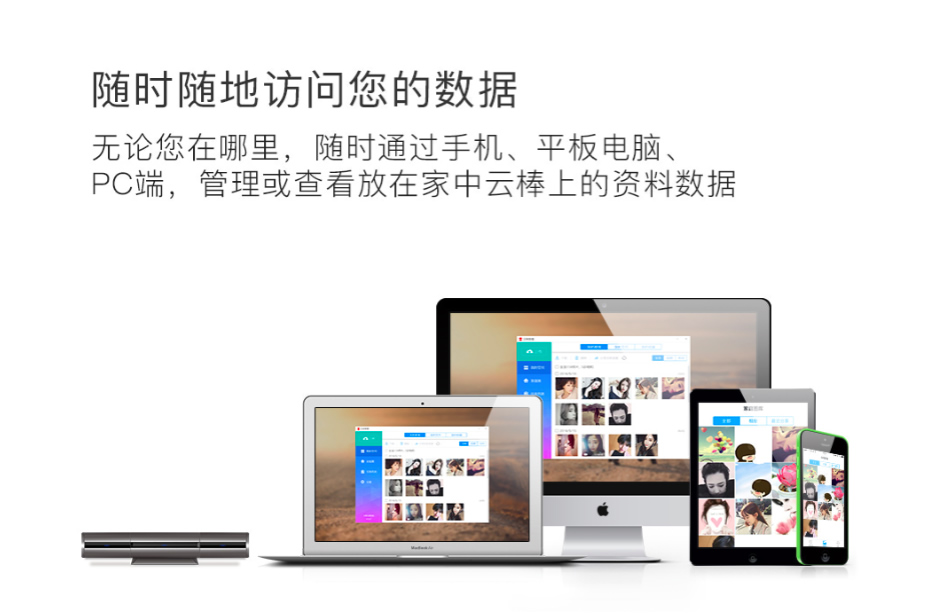 随时随地访问您的数据
无论您在哪里，随时通过手机、平板电脑、
PC端，管理或查看放在家中云棒上的资料数据
MacBook Air